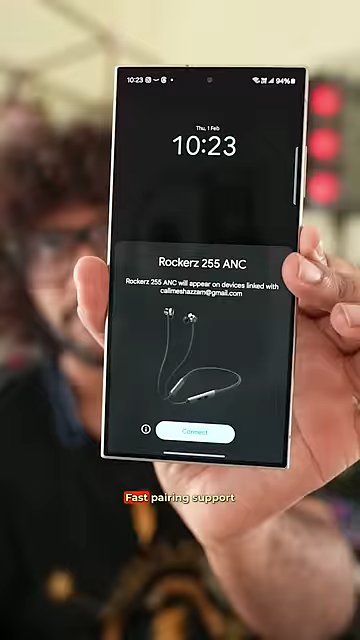 10:23
94%
Thu, 1 Feb
10:23
Rockerz 255 ANC
Rockerz 255 ANC will appear on devices linked with
calimeshazzam@gmail.com
Connect
Fast pairing support